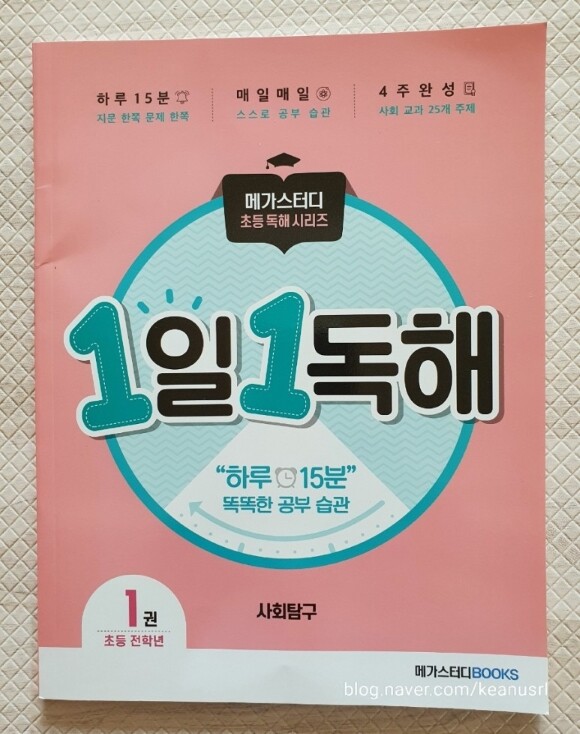 하루 15분
지문 한쪽 문제 한쪽
매일매일
스스로 공부 습관
4주 완성
사회 교과 25개 주제
메가스터디
초등 독해 시리즈
1일 1독해
“하루 15분”
똑똑한 공부 습관
1권
초등 전학년
사회탐구
메가스터디BOOKS
blog.naver.com/keanusrl